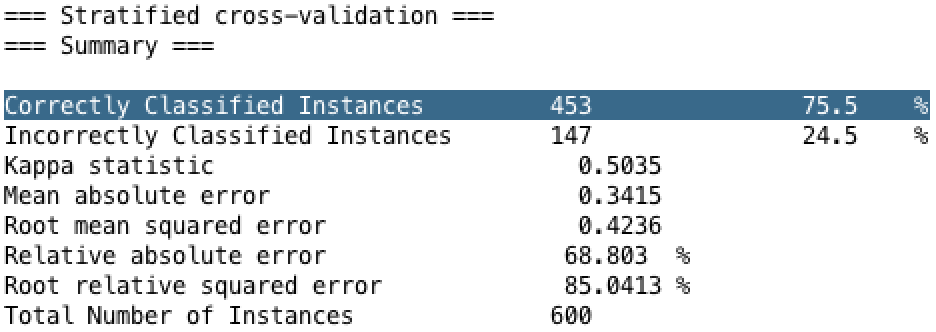 === Stratified cross-validation ===
=== Summary ===

Correctly Classified Instances         453               75.5    %
Incorrectly Classified Instances       147               24.5    %
Kappa statistic                          0.5035
Mean absolute error                      0.3415
Root mean squared error                  0.4236
Relative absolute error                 68.803  %
Root relative squared error             85.0413 %
Total Number of Instances              600